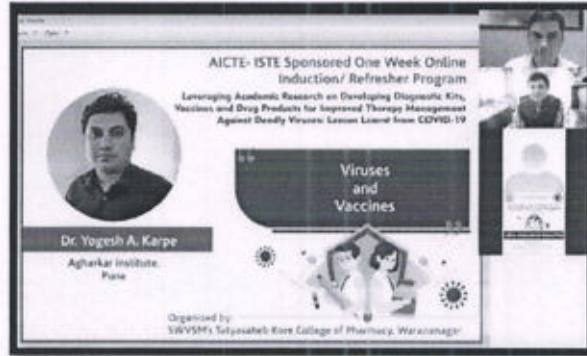 AICTE- ISTE Sponsored One Week Online
Induction/ Refresher Program
Leveraging Academic Research on Developing Diagnostic Kits,
Vaccines and Drug Products for Improved Therapy Management
Against Deadly Viruses: Lesson Learnt from COVID-19
Viruses
and
Vaccines
Dr. Yogesh A. Karpe
Agharkar Institute,
Pune
Organised by:
SWVSM's Tatyasaheb Kore College of Pharmacy, Warananagar